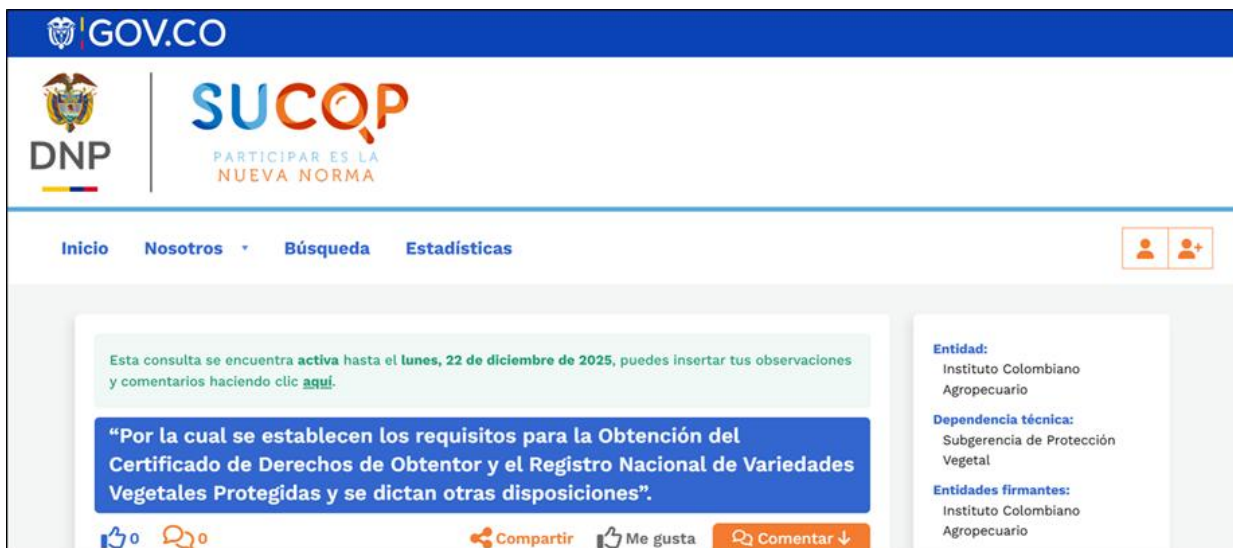 GOV.CO
DNP
SUCOP
PARTICIPAR ES LA
NUEVA NORMA
Inicio Nosotros Búsqueda Estadísticas
Esta consulta se encuentra activa hasta el lunes, 22 de diciembre de 2025, puedes insertar tus observaciones
y comentarios haciendo clic aquí.
“Por la cual se establecen los requisitos para la Obtención del
Certificado de Derechos de Obtentor y el Registro Nacional de Variedades
Vegetales Protegidas y se dictan otras disposiciones”.
0 0 Compartir Me gusta Comentar
Entidad:
Instituto Colombiano
Agropecuario
Dependencia técnica:
Subgerencia de Protección
Vegetal
Entidades firmantes:
Instituto Colombiano
Agropecuario